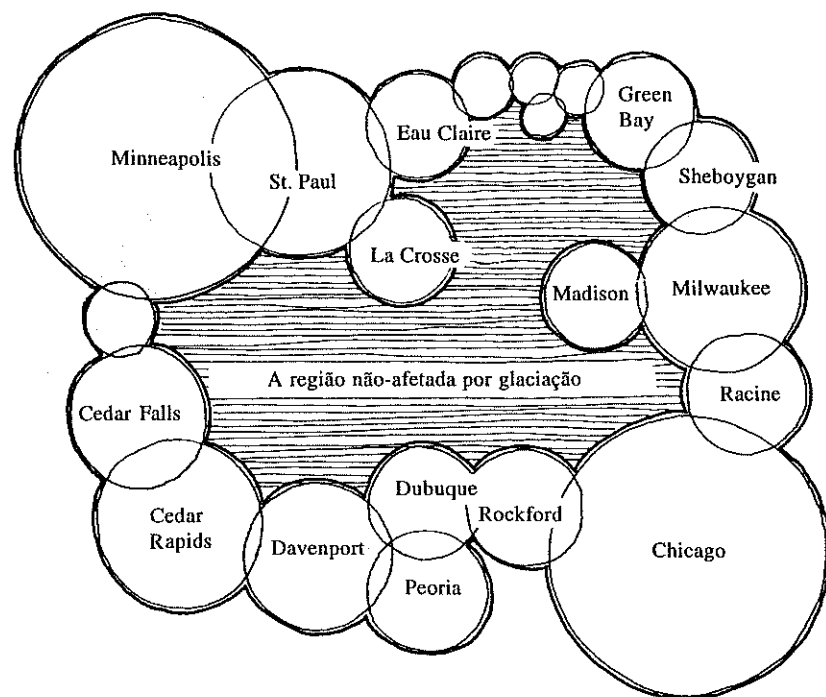 Green
Bay
Eau Claire
Minneapolis
St. Paul
Sheboygan
La Crosse
Madison
Milwaukee
A região não-afetada por glaciação
Racine
Cedar Falls
Dubuque
Rockford
Cedar
Rapids
Davenport
Chicago
Peoria